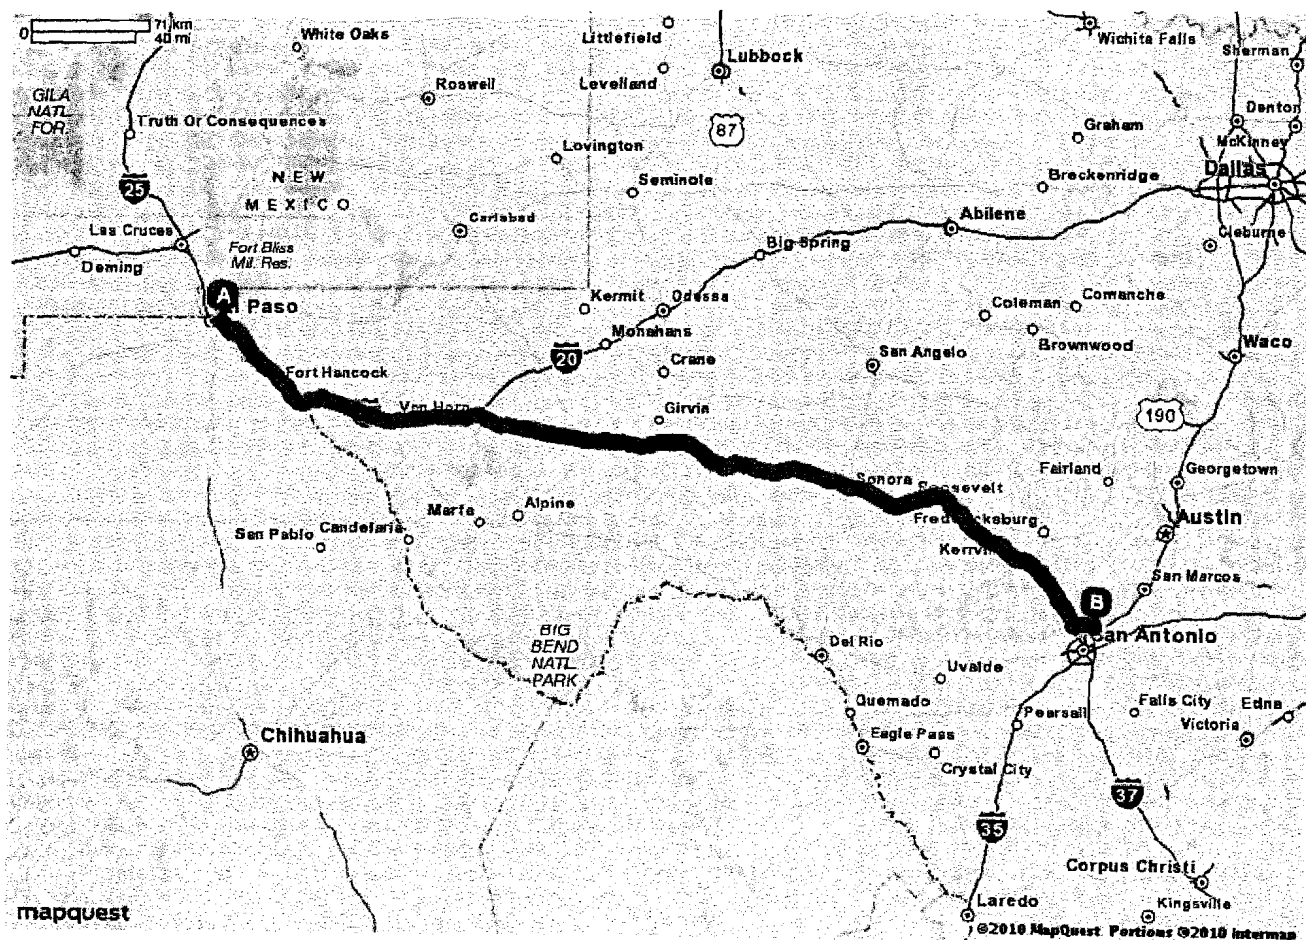 0
71 km
40 mi
White Oaks
Littlefield
Lubbock
Wichita Falls
Sherman
Levelland
Roswell
GILA
NATL.
FOR.
Truth Or Consequences
87
Denton
Graham
McKinney
Lovington
Dallas
NEW
MEXICO
25
Seminole
Breckenridge
Las Cruces
Carlsbad
Abilene
Cleburne
Fort Bliss
Mil. Res.
Big Spring
Deming
A
Paso
Kermit
Odessa
Coleman
Comanche
Monahans
Brownwood
Waco
20
San Angelo
Fort Hancock
Crane
Van Horn
Girvin
190
Fairland
Georgetown
Sonora
Roosevelt
Marfa
Alpine
Fredericksburg
Austin
San Pablo
Candelaria
San Marcos
B
San Antonio
BIG
BEND
NATL.
PARK
Del Rio
Uvalde
Quemado
Pearsall
Falls City
Edna
Victoria
Chihuahua
Eagle Pass
Crystal City
37
35
Corpus Christi
Laredo
Kingsville
mapquest
©2010 MapQuest Portions ©2010 Intermap